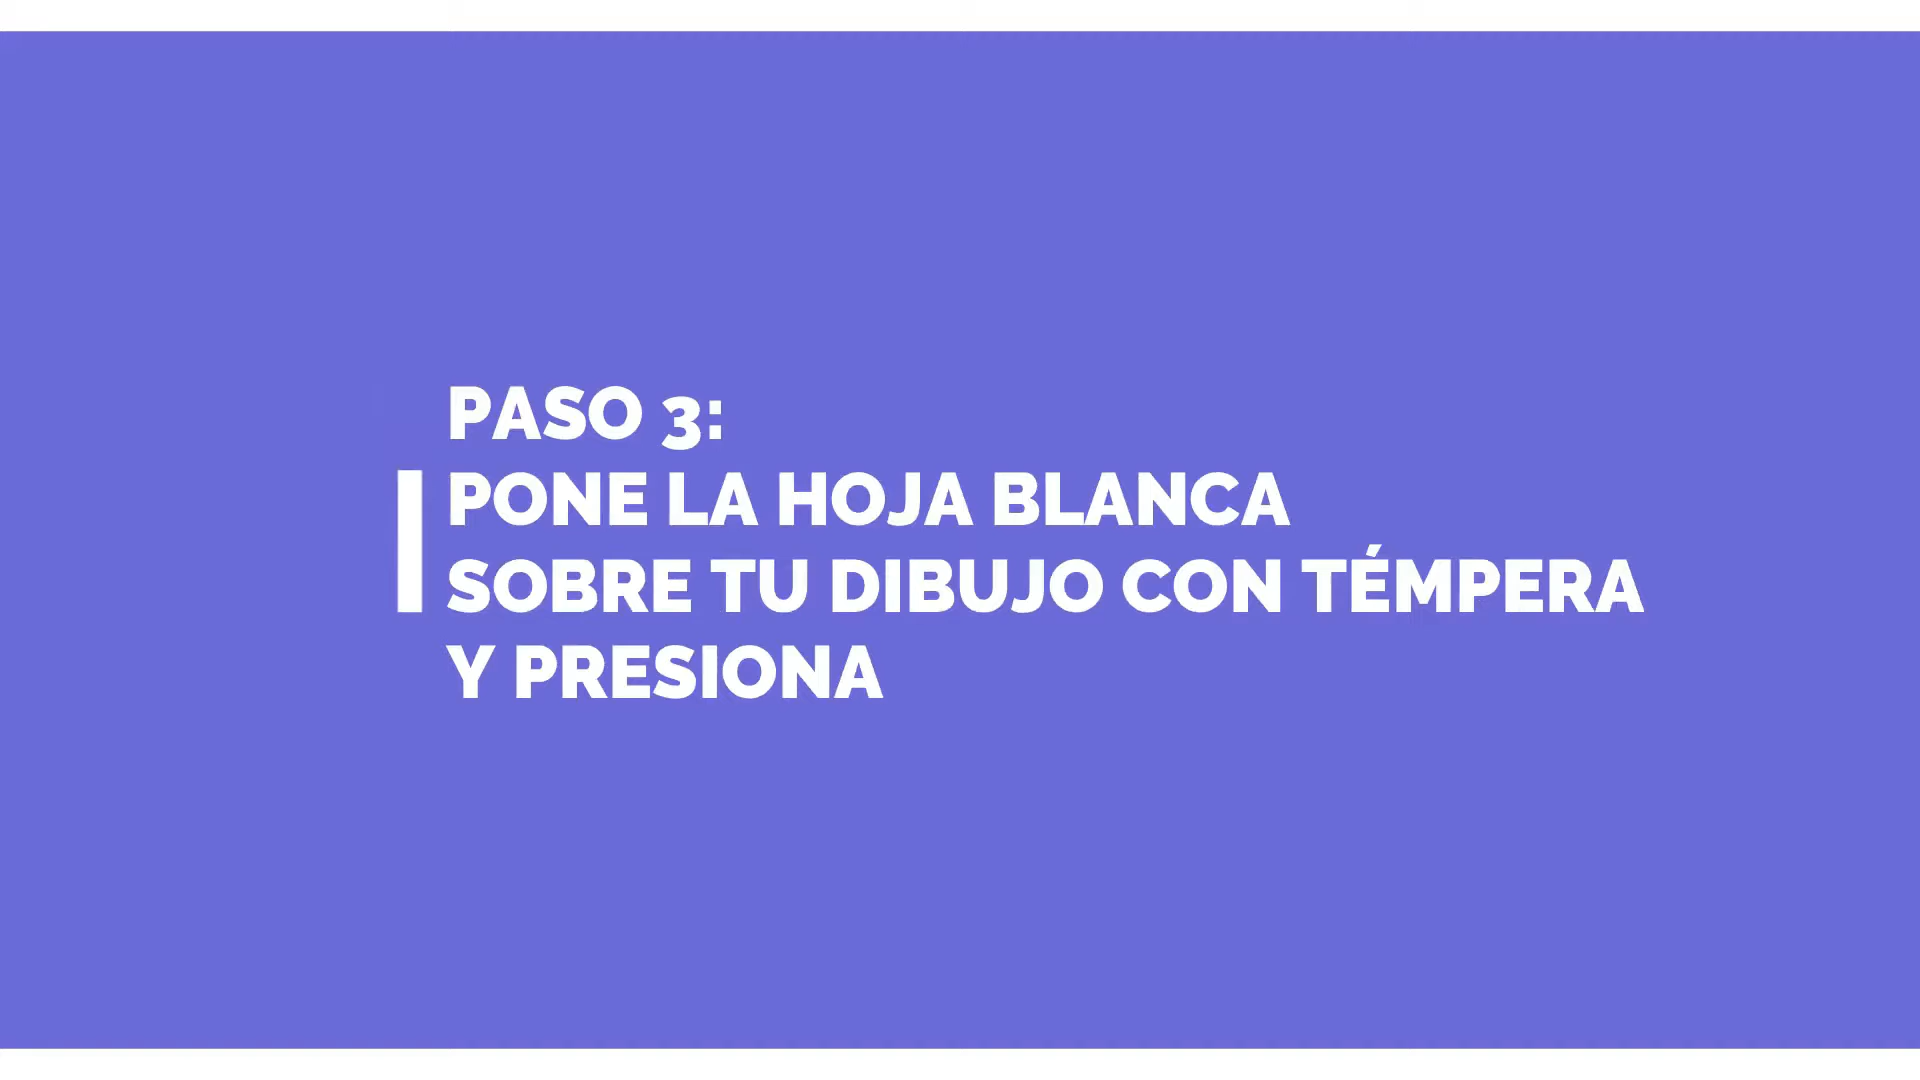 PASO 3:
PONE LA HOJA BLANCA
SOBRE TU DIBUJO CON TÉMPERA
Y PRESIONA